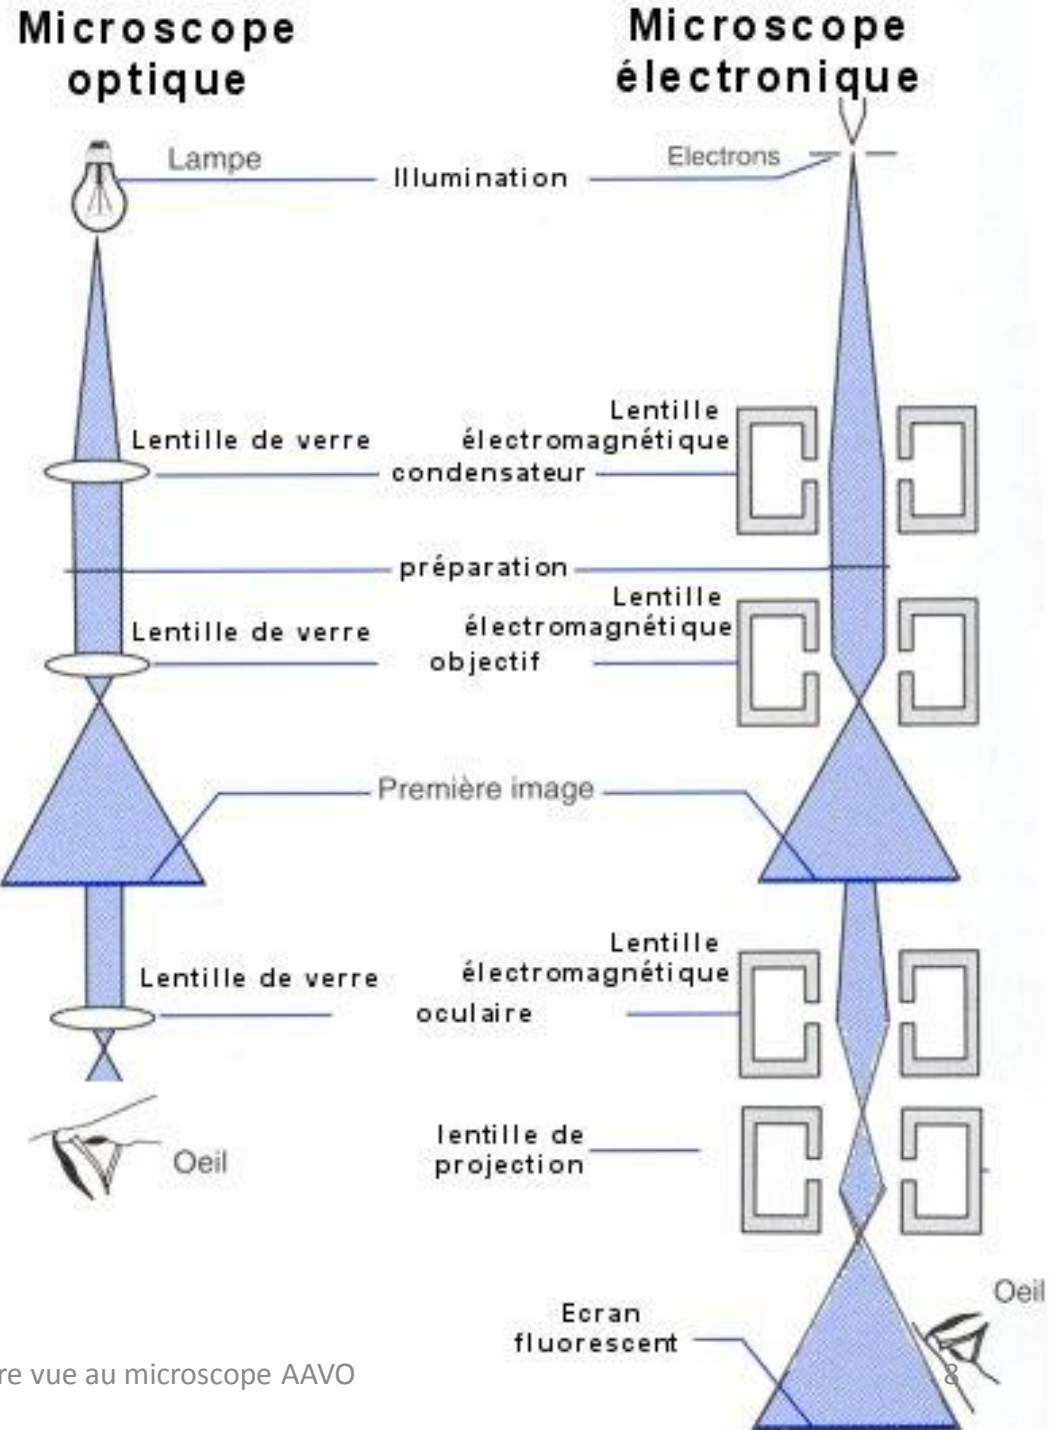 Microscope
optique
Microscope
électronique
Lampe
Illumination
Electrons
Lentille de verre
Lentille
électromagnétique
condensateur
préparation
Lentille de verre
Lentille
électromagnétique
objectif
Première image
Lentille de verre
Lentille
électromagnétique
oculaire
Oeil
lentille de
projection
Oeil
Ecran
fluorescent
re vue au microscope AAVO
8